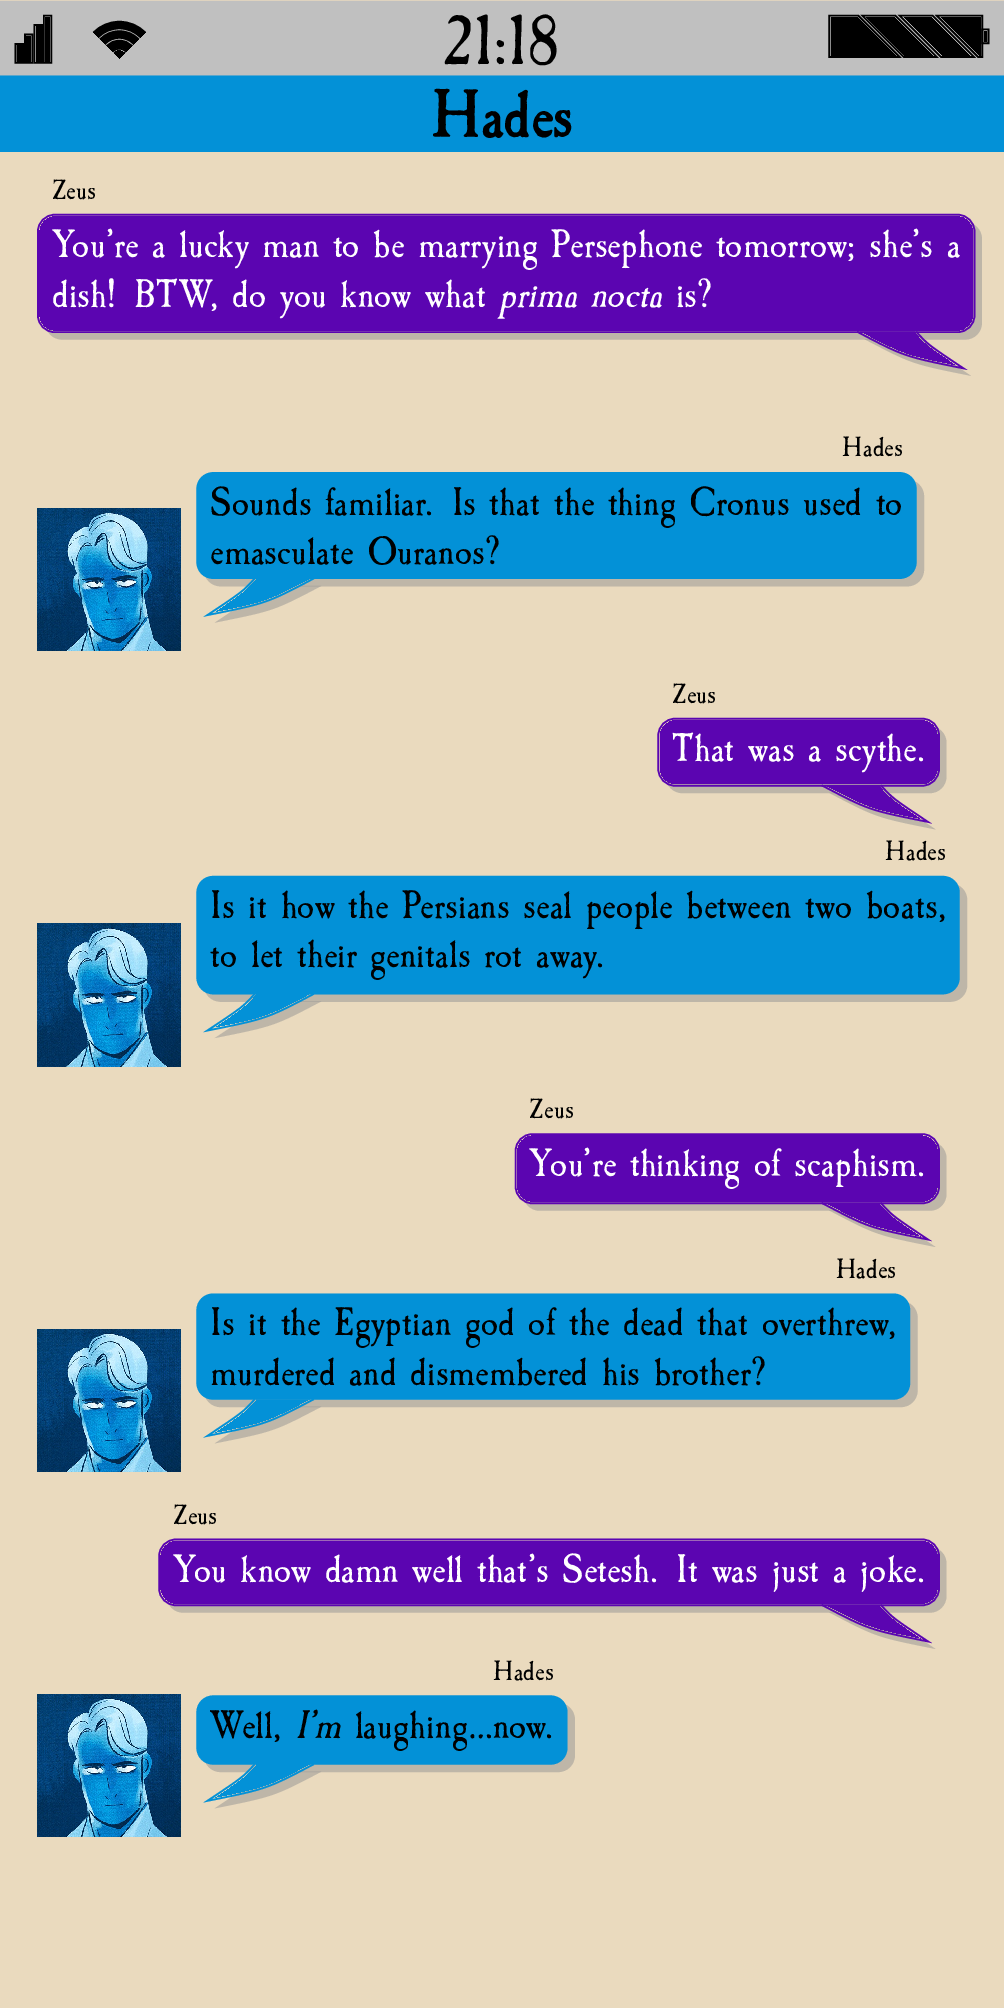 21:18
Hades
Zeus
You're a lucky man to be marrying Persephone tomorrow; she's a
dish! BTW, do you know what prima nocta is?
Hades
Sounds familiar. Is that the thing Cronus used to
emasculate Ouranos?
Zeus
That was a scythe.
Hades
Is it how the Persians seal people between two boats,
to let their genitals rot away.
Zeus
You're thinking of scaphism.
Hades
Is it the Egyptian god of the dead that overthrew,
murdered and dismembered his brother?
Zeus
You know damn well that's Setesh. It was just a joke.
Hades
Well, I'm laughing...now.